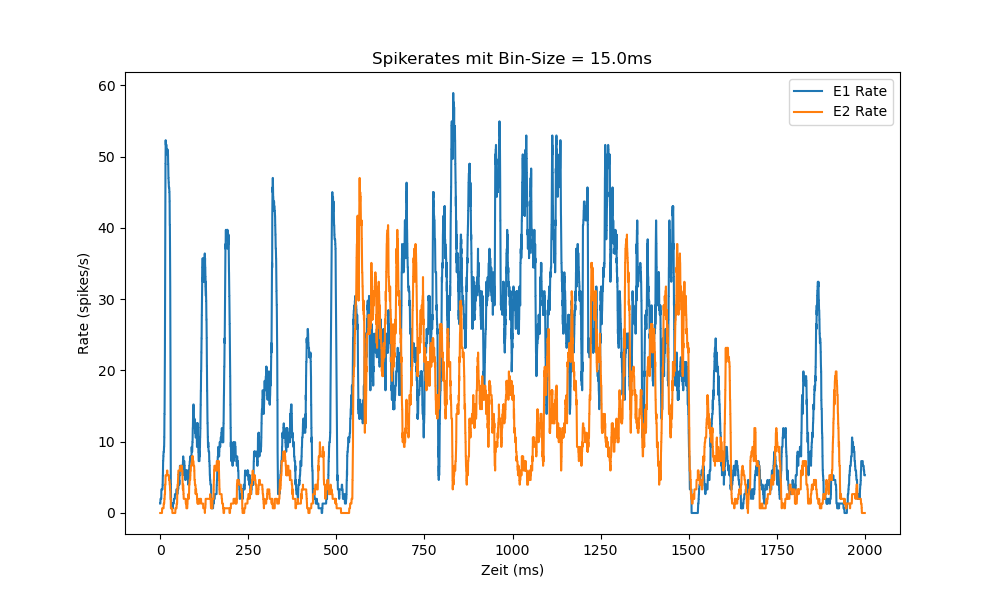 Spikerates mit Bin-Size = 15.0ms
E1 Rate
E2 Rate
60
50
40
30
20
10
0
Rate (spikes/s)
0 250 500 750 1000 1250 1500 1750 2000
Zeit (ms)